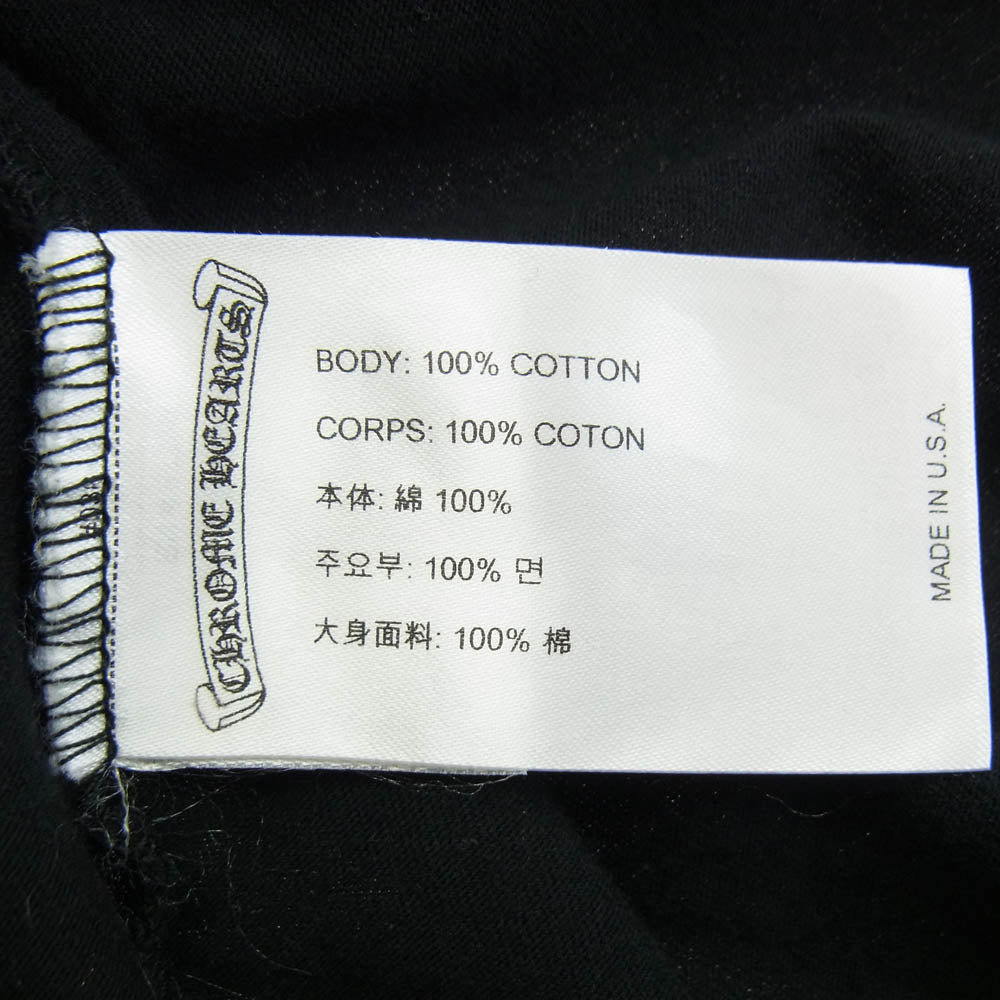 CHROME HEARTS
BODY: 100% COTTON
CORPS: 100% COTON
本体: 綿 100%
주요부: 100% 면
大身面料: 100% 棉
MADE IN U.S.A.